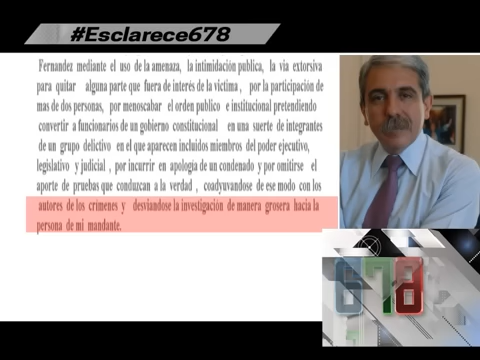 #Esclarece678
Fernandez mediante el uso de la amenaza, la intimidación publica, la via extorsiva
para quitar alguna parte que fuera de interés de la victima , por la participación de
mas de dos personas, por menoscabar el orden publico e institucional pretendiendo
convertir a funcionarios de un gobierno constitucional en una suerte de integrantes
de un grupo delictivo en el que aparecen incluidos miembros del poder ejecutivo,
legislativo y judicial , por incurrir en apología de un condenado y por omitirse el
aporte de pruebas que conduzcan a la verdad , coadyuvandose de ese modo con los
autores de los crímenes y desviándose la investigación de manera grosera hacia la
persona de mi mandante.
678